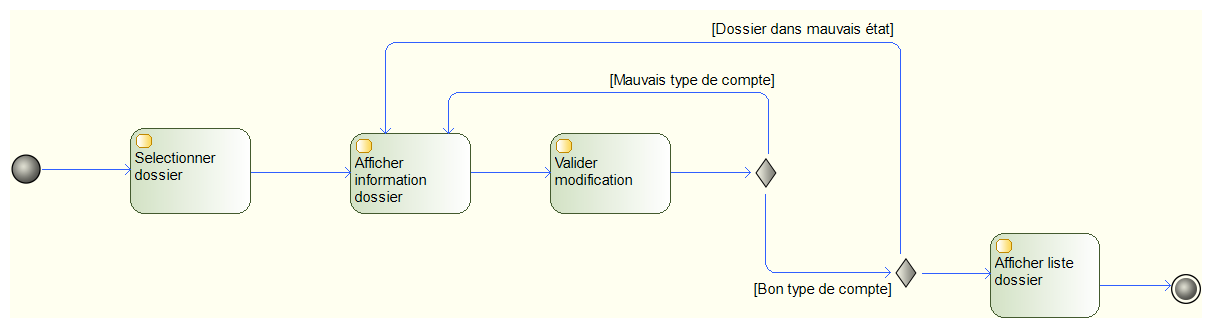 [Dossier dans mauvais état]
[Mauvais type de compte]
Selectionner
dossier
Afficher
information
dossier
Valider
modification
[Bon type de compte]
Afficher liste
dossier